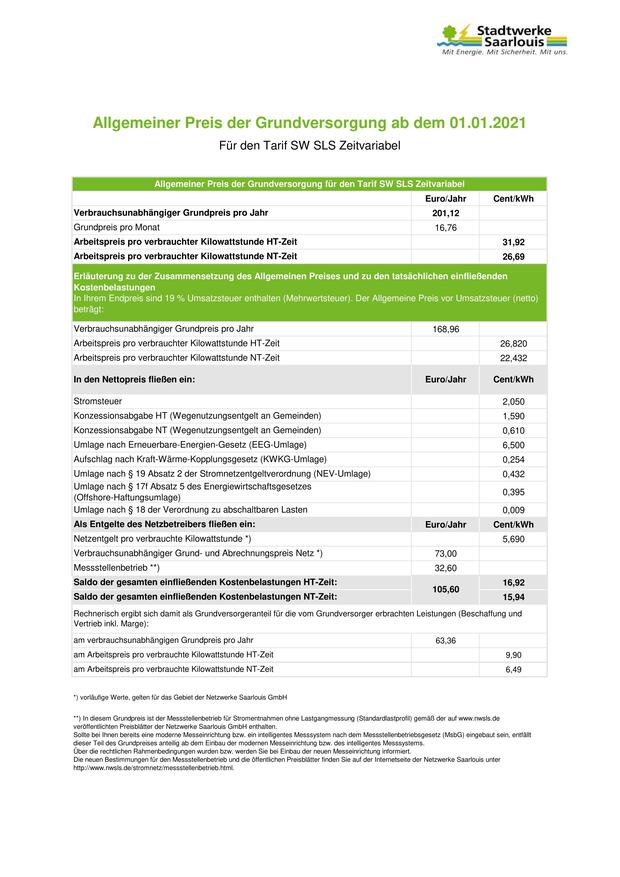 Stadtwerke
Saarlouis
Mit Energie. Mit Sicherheit. Mit uns.
Allgemeiner Preis der Grundversorgung ab dem 01.01.2021
Für den Tarif SW SLS Zeitvariabel
Allgemeiner Preis der Grundversorgung für den Tarif SW SLS Zeitvariabel
Euro/Jahr Cent/kWh
Verbrauchsunabhängiger Grundpreis pro Jahr 201,12
Grundpreis pro Monat 16,76
Arbeitspreis pro verbrauchter Kilowattstunde HT-Zeit 31,92
Arbeitspreis pro verbrauchter Kilowattstunde NT-Zeit 26,69
Erläuterung zu der Zusammensetzung des Allgemeinen Preises und zu den tatsächlichen einfließenden
Kostenbelastungen
In Ihrem Endpreis sind 19 % Umsatzsteuer enthalten (Mehrwertsteuer). Der Allgemeine Preis vor Umsatzsteuer (netto)
beträgt:
Verbrauchsunabhängiger Grundpreis pro Jahr 168,96
Arbeitspreis pro verbrauchter Kilowattstunde HT-Zeit 26,820
Arbeitspreis pro verbrauchter Kilowattstunde NT-Zeit 22,432
In den Nettopreis fließen ein: Euro/Jahr Cent/kWh
Stromsteuer 2,050
Konzessionsabgabe HT (Wegenutzungsentgelt an Gemeinden) 1,590
Konzessionsabgabe NT (Wegenutzungsentgelt an Gemeinden) 0,610
Umlage nach Erneuerbare-Energien-Gesetz (EEG-Umlage) 6,500
Aufschlag nach Kraft-Wärme-Kopplungsgesetz (KWKG-Umlage) 0,254
Umlage nach § 19 Absatz 2 der Stromnetzentgeltverordnung (NEV-Umlage) 0,432
Umlage nach § 17f Absatz 5 des Energiewirtschaftsgesetzes
(Offshore-Haftungsumlage) 0,395
Umlage nach § 18 der Verordnung zu abschaltbaren Lasten 0,009
Als Entgelte des Netzbetreibers fließen ein: Euro/Jahr Cent/kWh
Netzentgelt pro verbrauchte Kilowattstunde *) 5,690
Verbrauchsunabhängiger Grund- und Abrechnungspreis Netz *) 73,00
Messstellenbetrieb **) 32,60
Saldo der gesamten einfließenden Kostenbelastungen HT-Zeit: 105,60 16,92
Saldo der gesamten einfließenden Kostenbelastungen NT-Zeit: 15,94
Rechnerisch ergibt sich damit als Grundversorgeranteil für die vom Grundversorger erbrachten Leistungen (Beschaffung und
Vertrieb inkl. Marge):
am verbrauchsunabhängigen Grundpreis pro Jahr 63,36
am Arbeitspreis pro verbrauchte Kilowattstunde HT-Zeit 9,90
am Arbeitspreis pro verbrauchte Kilowattstunde NT-Zeit 6,49
*) vorläufige Werte, gelten für das Gebiet der Netzwerke Saarlouis GmbH
**) In diesem Grundpreis ist der Messstellenbetrieb für Stromentnahmen ohne Lastgangmessung (Standardlastprofil) gemäß der auf www.nwsls.de
veröffentlichten Preisblätter der Netzwerke Saarlouis GmbH enthalten.
Sollte bei Ihnen bereits eine moderne Messeinrichtung bzw. ein intelligentes Messsystem nach dem Messstellenbetriebsgesetz (MsbG) eingebaut sein, entfällt
dieser Teil des Grundpreises anteilig ab dem Einbau der modernen Messeinrichtung bzw. des intelligentes Messsystems.
Über die rechtlichen Rahmenbedingungen wurden bzw. werden Sie bei Einbau der neuen Messeinrichtung informiert.
Die neuen Bestimmungen für den Messstellenbetrieb und die öffentlichen Preisblätter finden Sie auf der Internetseite der Netzwerke Saarlouis unter
http://www.nwsls.de/stromnetz/messstellenbetrieb.html.